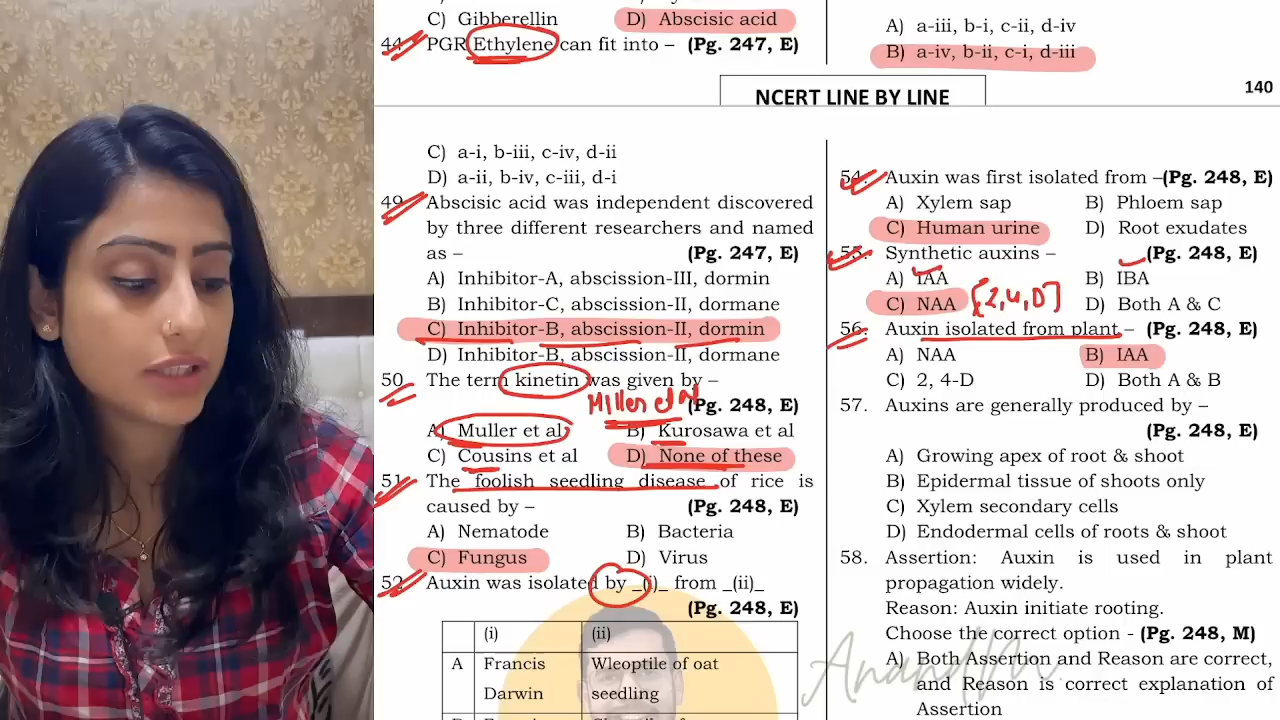 C) Gibberellin D) Abscisic acid
44. PGR Ethylene can fit into – (Pg. 247, E)
A) a-iii, b-i, c-ii, d-iv
B) a-iv, b-ii, c-i, d-iii
NCERT LINE BY LINE
140
C) a-i, b-iii, c-iv, d-ii
D) a-ii, b-iv, c-iii, d-i
49. Abscisic acid was independent discovered
by three different researchers and named
as – (Pg. 247, E)
A) Inhibitor-A, abscission-III, dormin
B) Inhibitor-C, abscission-II, dormane
C) Inhibitor-B, abscission-II, dormin
D) Inhibitor-B, abscission-II, dormane
50. The term kinetin was given by –
Miller et al (Pg. 248, E)
A) Muller et al B) Kurosawa et al
C) Cousins et al D) None of these
51. The foolish seedling disease of rice is
caused by – (Pg. 248, E)
A) Nematode B) Bacteria
C) Fungus D) Virus
52. Auxin was isolated by _(i)_ from _(ii)_
(Pg. 248, E)
(i) (ii)
A Francis Wleoptile of oat
Darwin seedling
54. Auxin was first isolated from –(Pg. 248, E)
A) Xylem sap B) Phloem sap
C) Human urine D) Root exudates
55. Synthetic auxins – (Pg. 248, E)
A) IAA B) IBA
C) NAA [2,4,D] D) Both A & C
56. Auxin isolated from plant – (Pg. 248, E)
A) NAA B) IAA
C) 2, 4-D D) Both A & B
57. Auxins are generally produced by –
(Pg. 248, E)
A) Growing apex of root & shoot
B) Epidermal tissue of shoots only
C) Xylem secondary cells
D) Endodermal cells of roots & shoot
58. Assertion: Auxin is used in plant
propagation widely.
Reason: Auxin initiate rooting.
Choose the correct option - (Pg. 248, M)
A) Both Assertion and Reason are correct,
and Reason is correct explanation of
Assertion